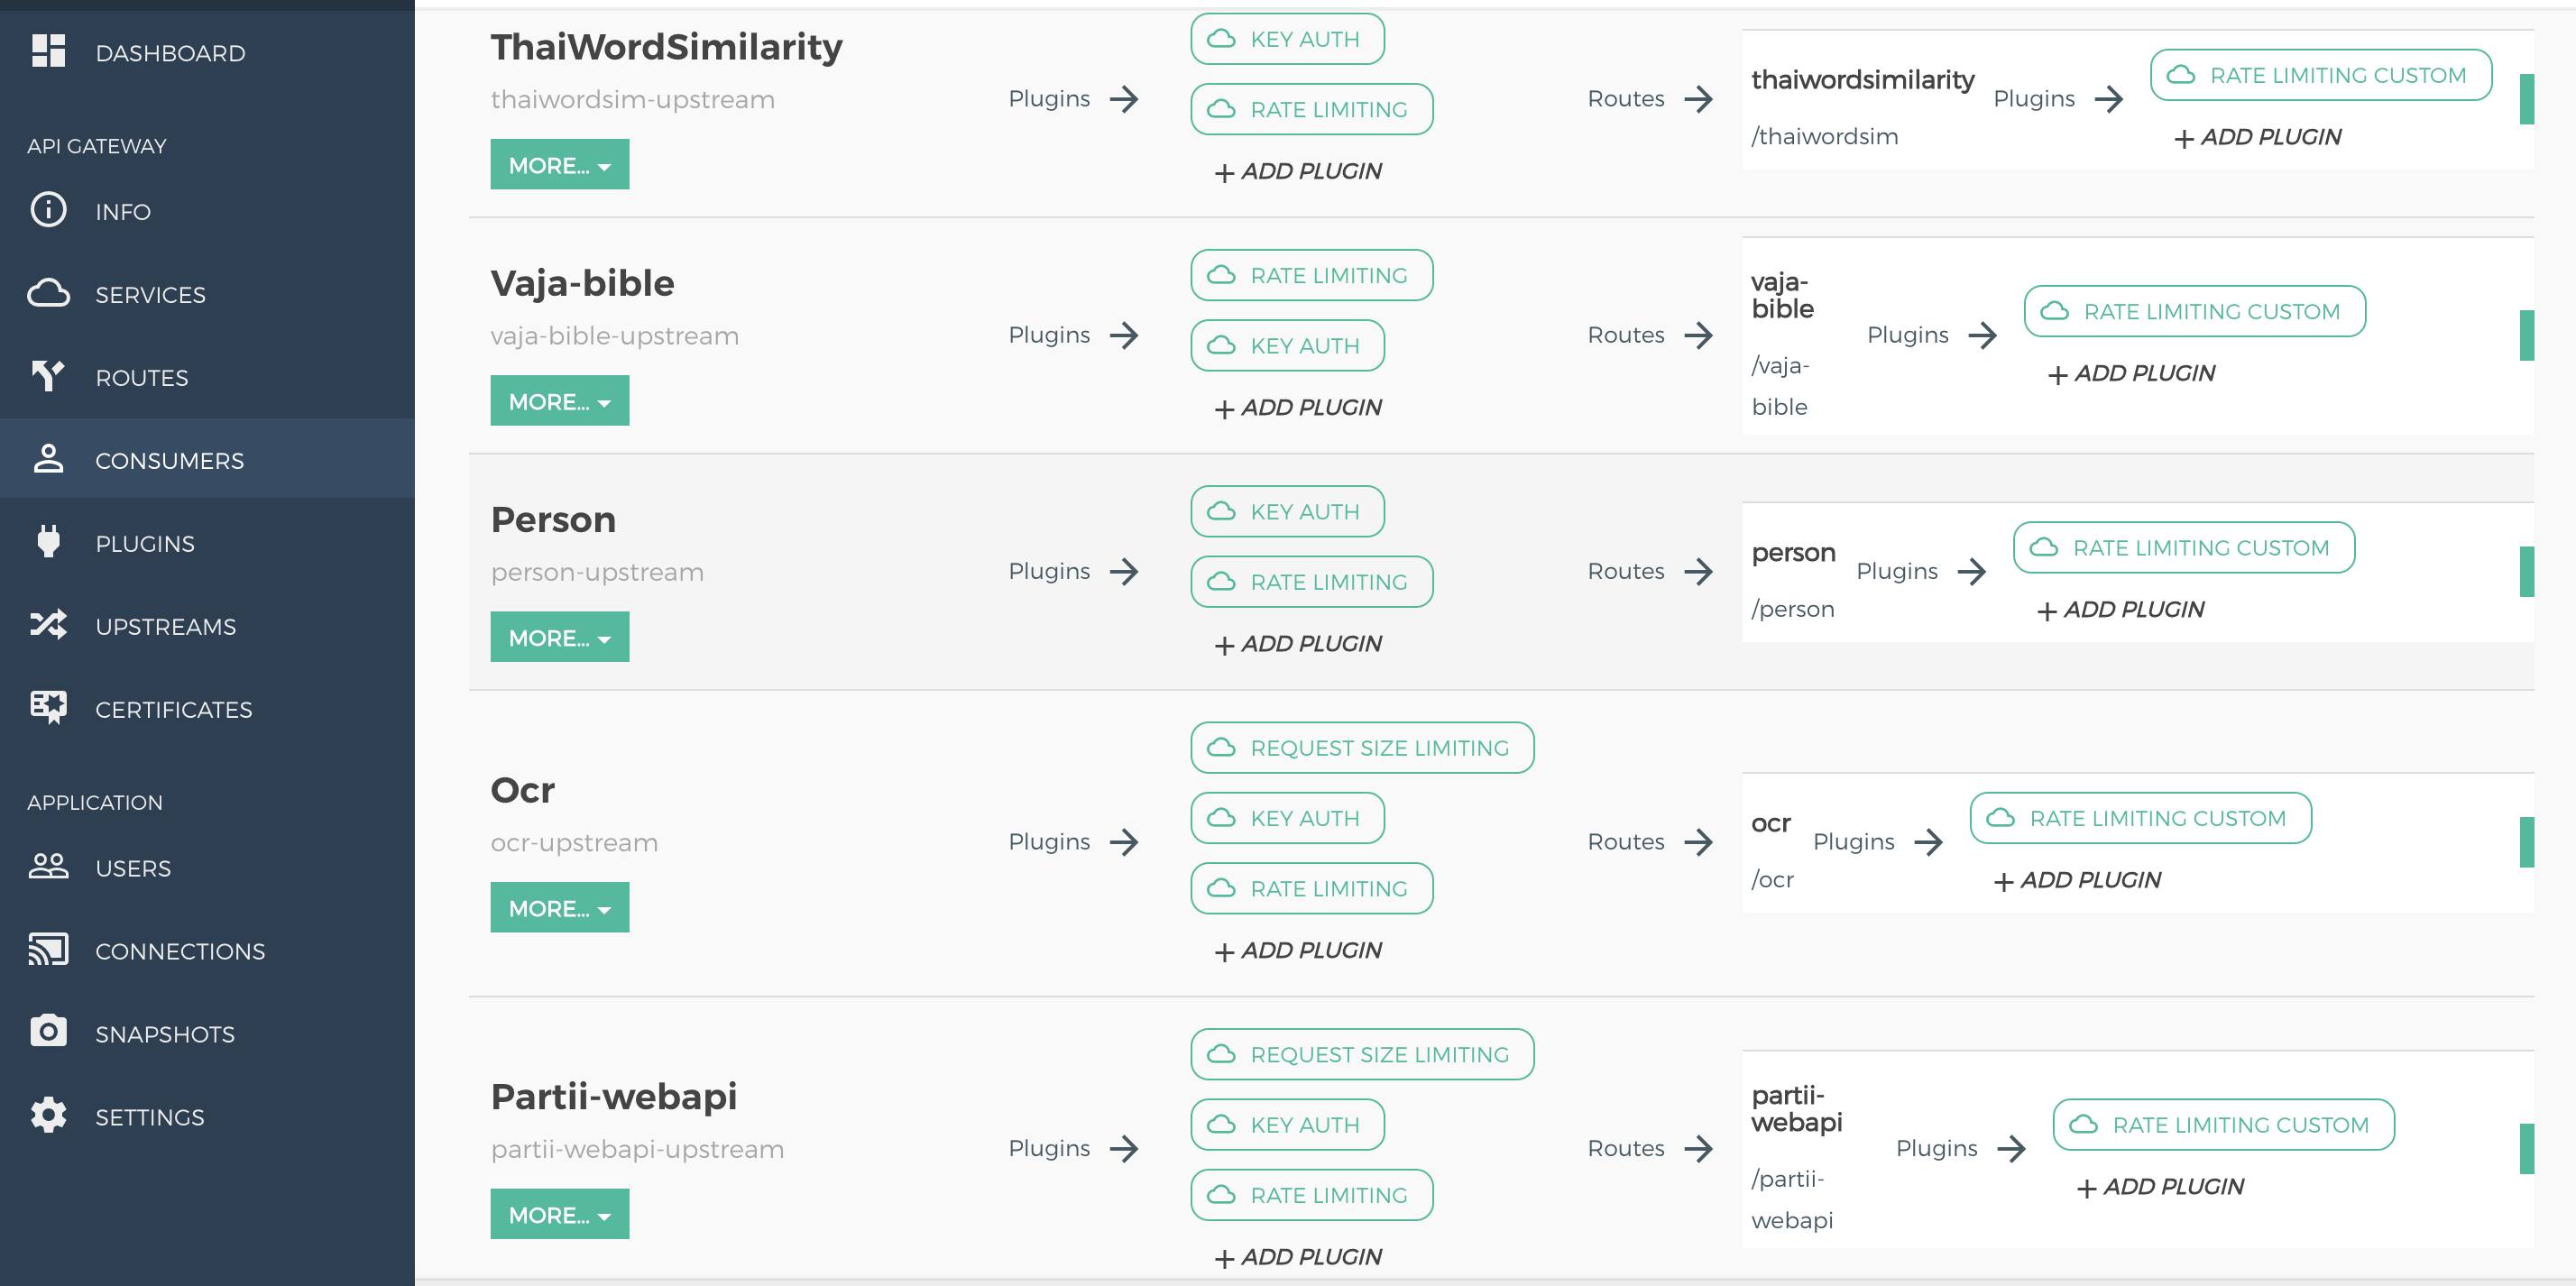 DASHBOARD
API GATEWAY
INFO
SERVICES
ROUTES
CONSUMERS
PLUGINS
UPSTREAMS
CERTIFICATES
APPLICATION
USERS
CONNECTIONS
SNAPSHOTS
SETTINGS
ThaiWordSimilarity
thaiwordsim-upstream
MORE...
Plugins
KEY AUTH
RATE LIMITING
+ ADD PLUGIN
Routes
thaiwordsimilarity
/thaiwordsim
Plugins
RATE LIMITING CUSTOM
+ ADD PLUGIN
Vaja-bible
vaja-bible-upstream
MORE...
Plugins
RATE LIMITING
KEY AUTH
+ ADD PLUGIN
Routes
vaja-
bible
/vaja-
bible
Plugins
RATE LIMITING CUSTOM
+ ADD PLUGIN
Person
person-upstream
MORE...
Plugins
KEY AUTH
RATE LIMITING
+ ADD PLUGIN
Routes
person
/person
Plugins
RATE LIMITING CUSTOM
+ ADD PLUGIN
Ocr
ocr-upstream
MORE...
Plugins
REQUEST SIZE LIMITING
KEY AUTH
RATE LIMITING
+ ADD PLUGIN
Routes
ocr
/ocr
Plugins
RATE LIMITING CUSTOM
+ ADD PLUGIN
Partii-webapi
partii-webapi-upstream
MORE...
Plugins
REQUEST SIZE LIMITING
KEY AUTH
RATE LIMITING
+ ADD PLUGIN
Routes
partii-
webapi
/partii-
webapi
Plugins
RATE LIMITING CUSTOM
+ ADD PLUGIN